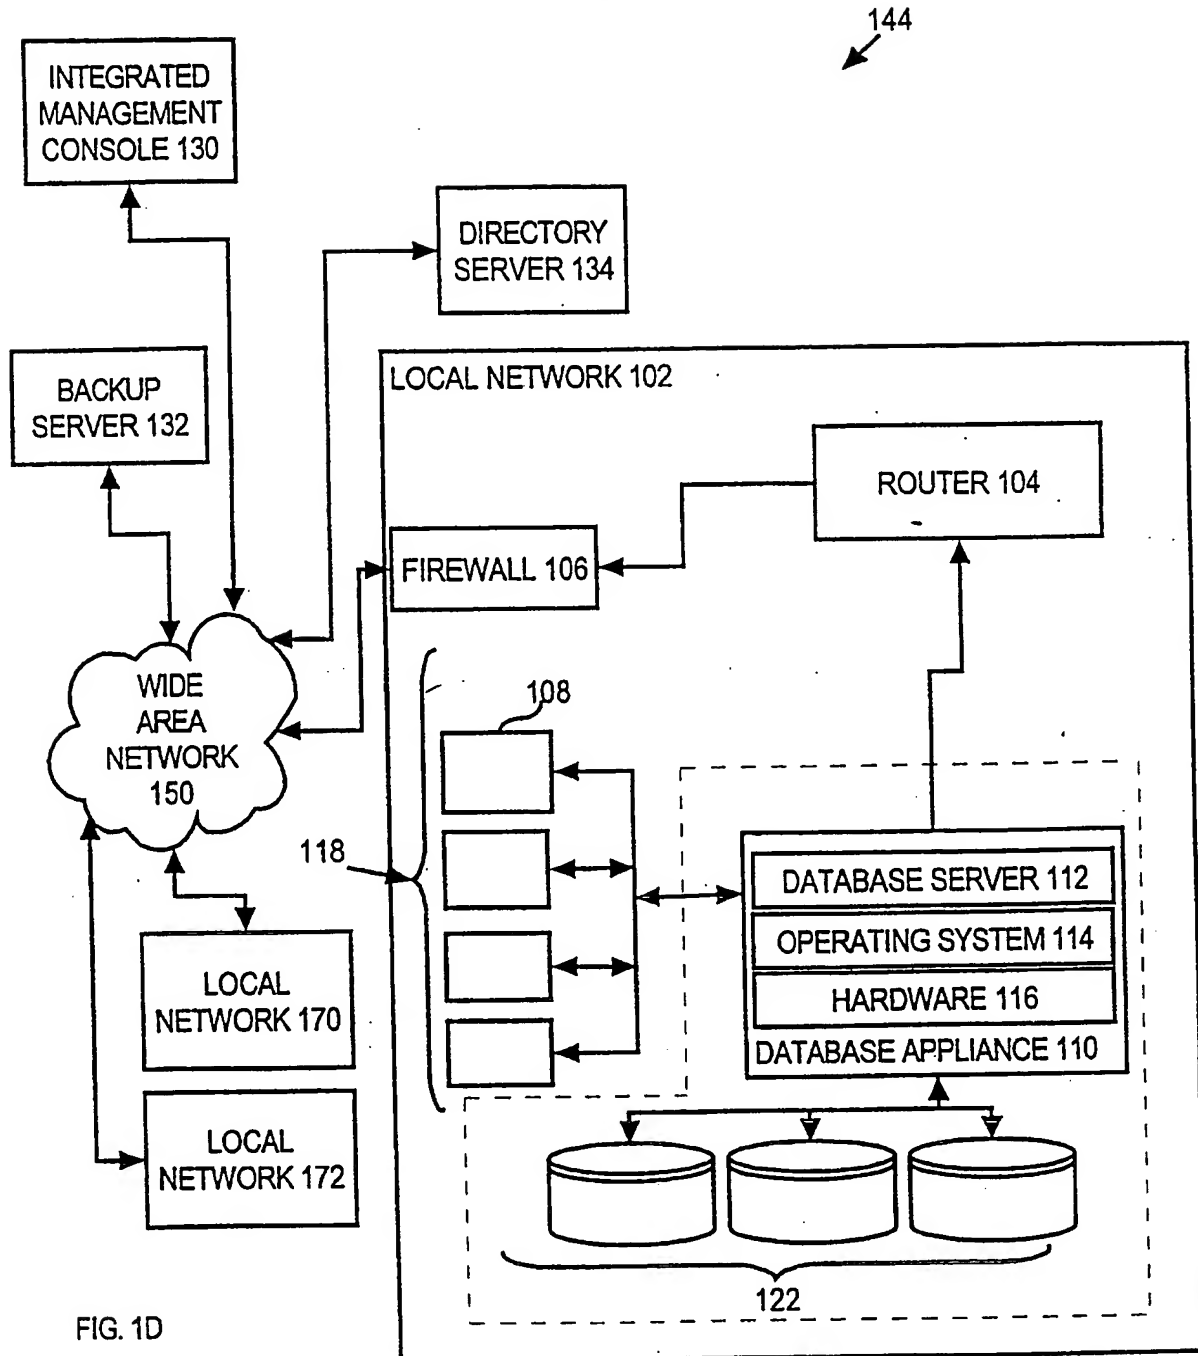 144
INTEGRATED
MANAGEMENT
CONSOLE 130
DIRECTORY
SERVER 134
BACKUP
SERVER 132
LOCAL NETWORK 102
ROUTER 104
FIREWALL 106
WIDE
AREA
NETWORK
150
108
118
DATABASE SERVER 112
OPERATING SYSTEM 114
HARDWARE 116
DATABASE APPLIANCE 110
LOCAL
NETWORK 170
LOCAL
NETWORK 172
122
FIG. 1D